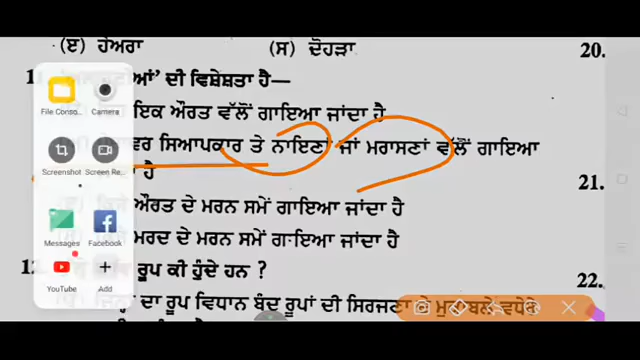 (ੲ) ਹੇਅਰਾ (ਸ) ਦੋਹੜਾ 20.
ਦੀ ਵਿਸ਼ੇਸ਼ਤਾ ਹੈ—
ਇਕ ਔਰਤ ਵੱਲੋਂ ਗਾਇਆ ਜਾਂਦਾ ਹੈ
ਸਿਆਪਕਾਰ ਤੇ ਨਾਇਣਾਂ ਜਾਂ ਮਰਾਸਣਾਂ ਵੱਲੋਂ ਗਾਇਆ
ਹੈ 21.
ਔਰਤ ਦੇ ਮਰਨ ਸਮੇਂ ਗਾਇਆ ਜਾਂਦਾ ਹੈ
ਮਰਦ ਦੇ ਮਰਨ ਸਮੇਂ ਗਾਇਆ ਜਾਂਦਾ ਹੈ
ਰੂਪ ਕੀ ਹੁੰਦੇ ਹਨ ? 22.
ਦਾ ਰੂਪ ਵਿਧਾਨ ਬੰਦ ਰੂਪਾਂ ਦੀ ਸਿਰਜਣਾ ਦੇ
File Conso...
Camera
Screenshot
Screen Re...
Messages
Facebook
YouTube
Add